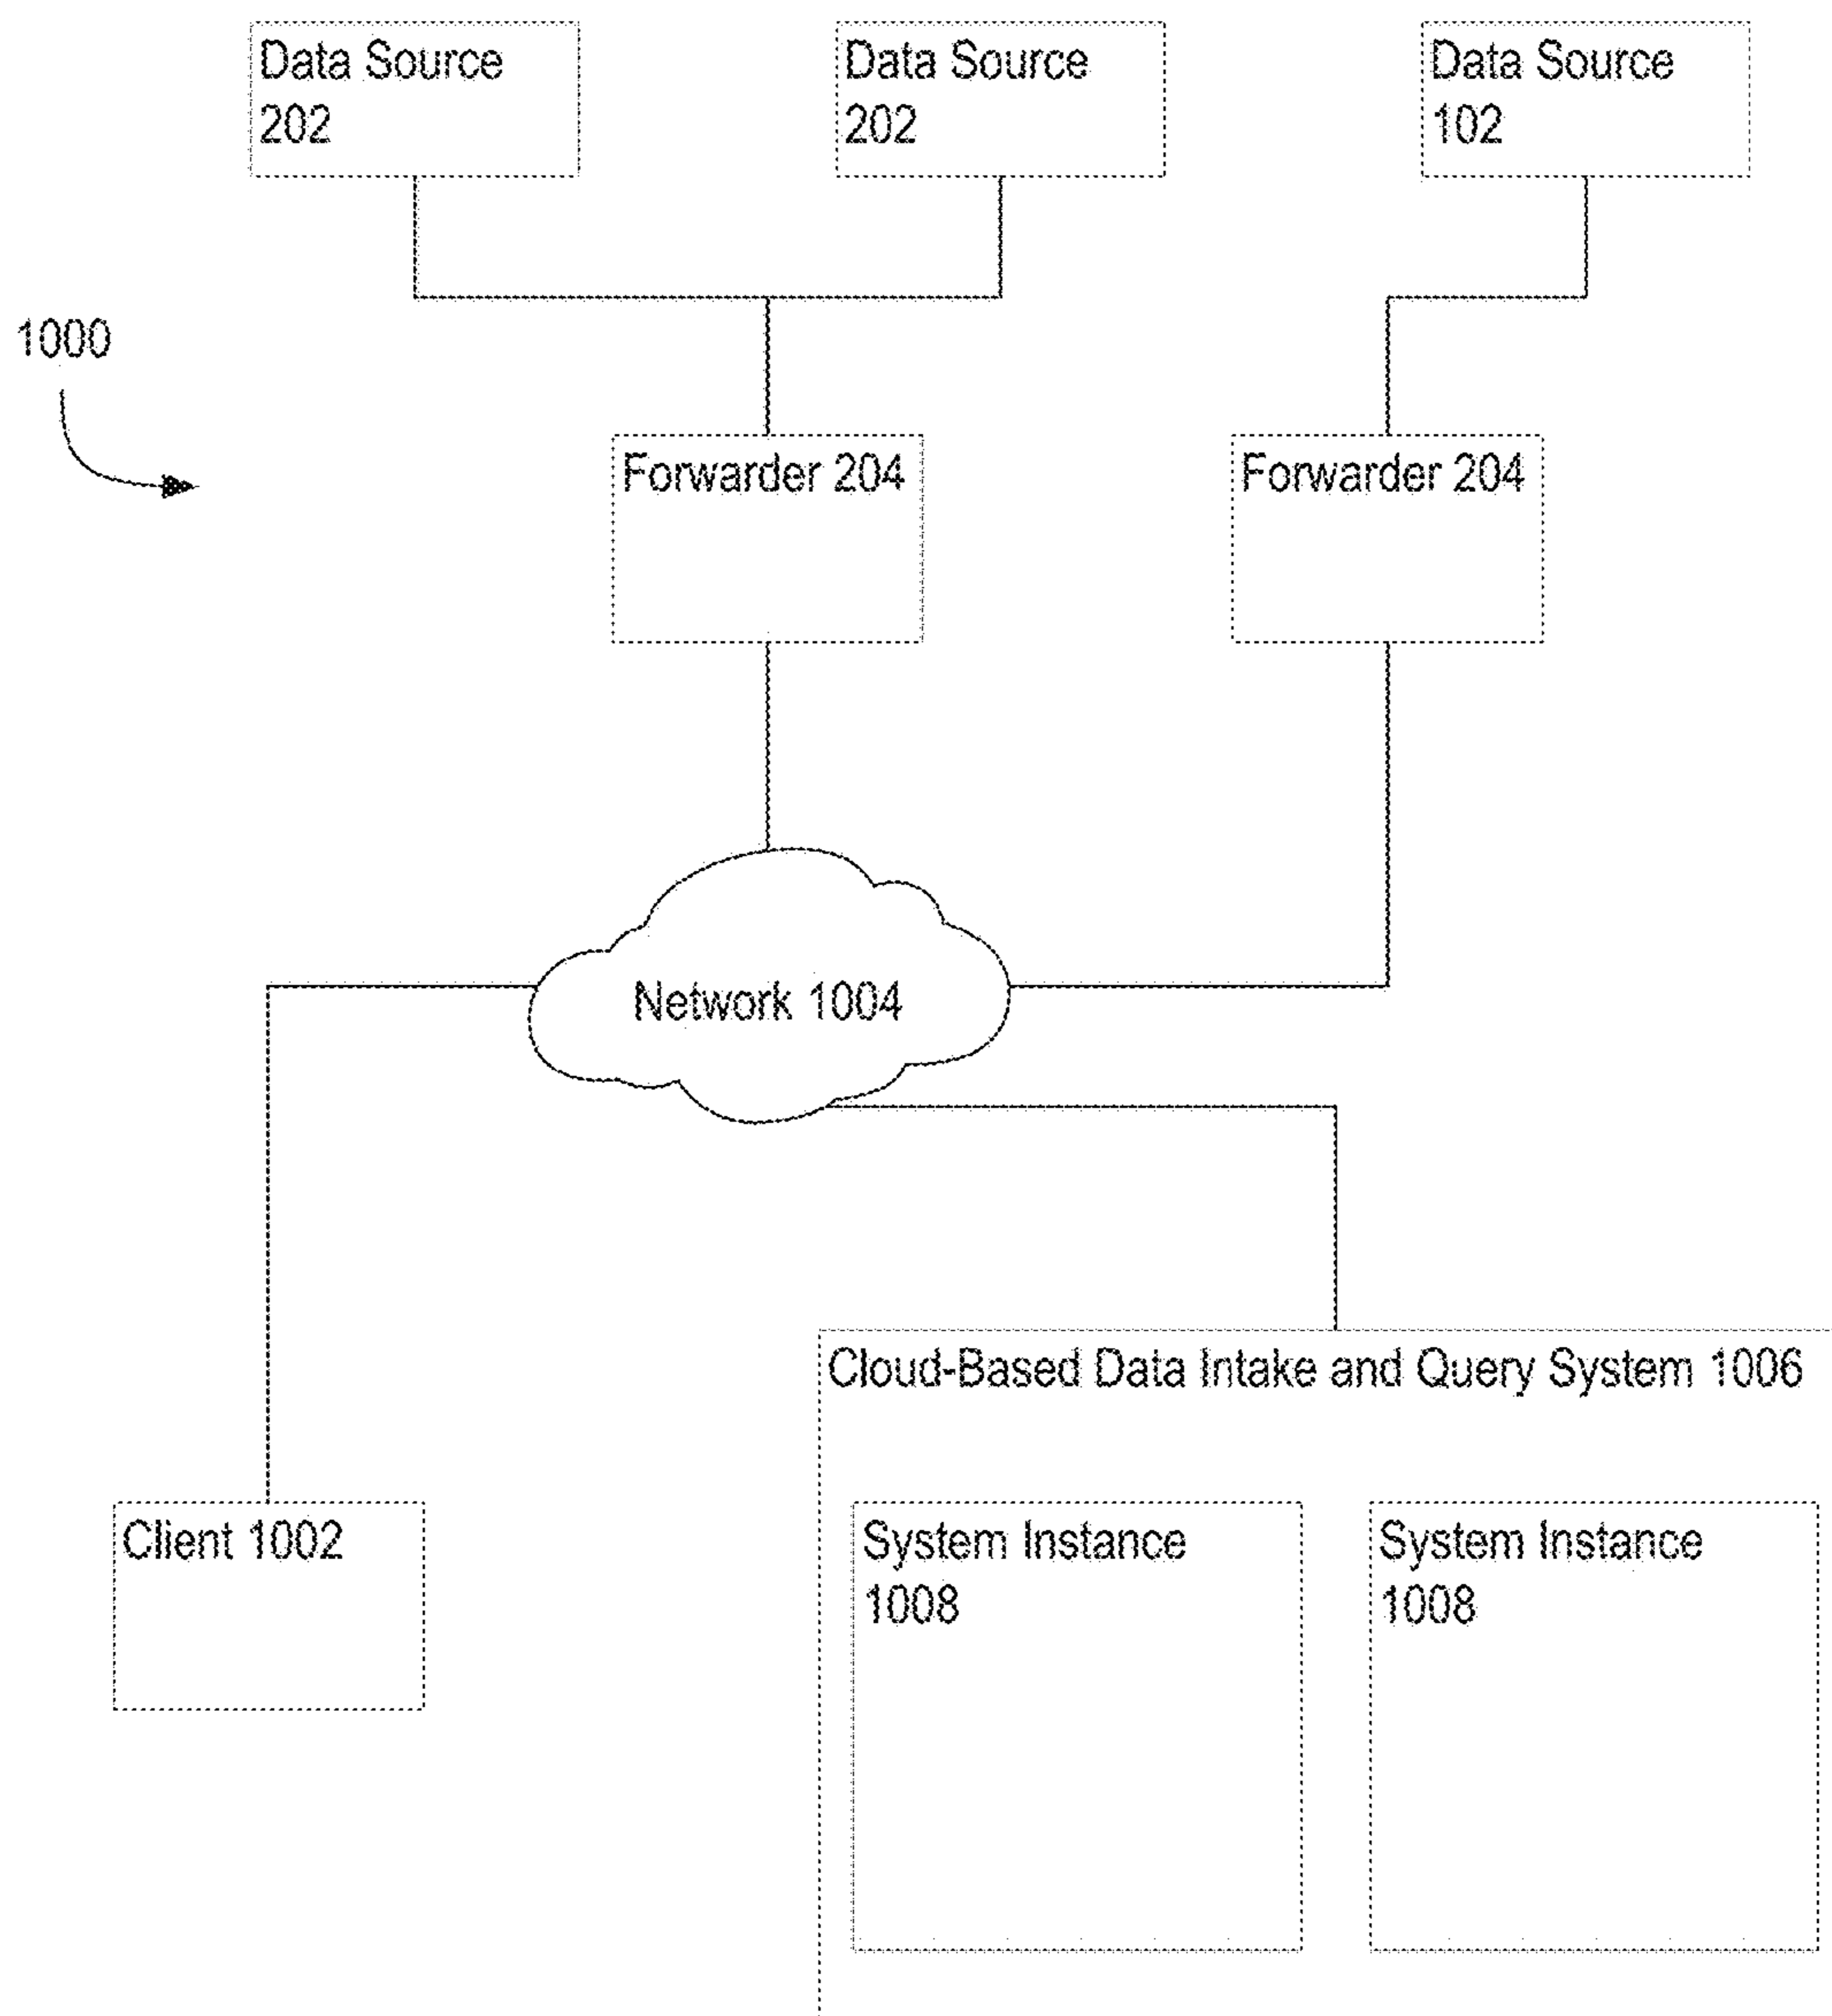 Data Source
202
Data Source
202
Data Source
102
1000
Forwarder 204
Forwarder 204
Network 1004
Cloud-Based Data Intake and Query System 1006
Client 1002
System Instance
1008
System Instance
1008